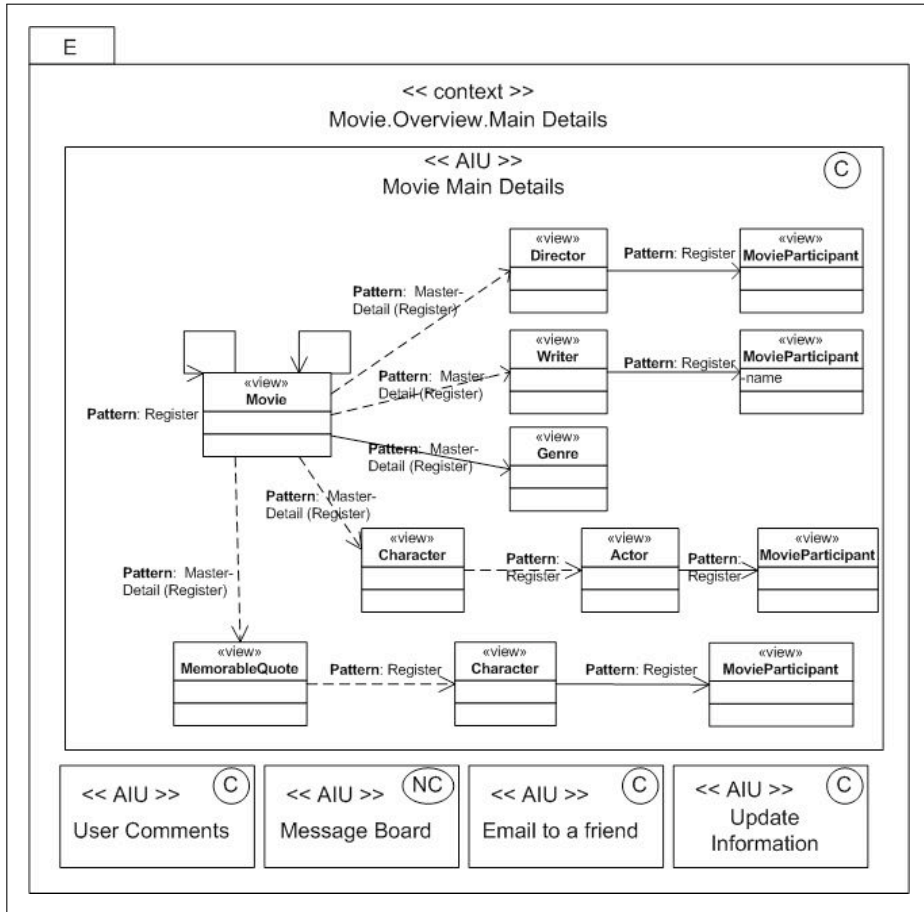 E
<< context >>
Movie.Overview.Main Details
<< AIU >>
Movie Main Details
C
«view»
Director
Pattern: Register
«view»
MovieParticipant
Pattern: Master-
Detail (Register)
«view»
Writer
Pattern: Register
«view»
MovieParticipant
-name
Pattern: Master-
Detail (Register)
«view»
Movie
Pattern: Register
«view»
Genre
Pattern: Master-
Detail (Register)
Pattern: Master-
Detail (Register)
«view»
Character
Pattern:
Register
«view»
Actor
Pattern:
Register
«view»
MovieParticipant
Pattern: Master-
Detail (Register)
«view»
MemorableQuote
Pattern: Register
«view»
Character
Pattern: Register
«view»
MovieParticipant
<< AIU >>
C
User Comments
<< AIU >>
NC
Message Board
<< AIU >>
C
Email to a friend
<< AIU >>
C
Update
Information